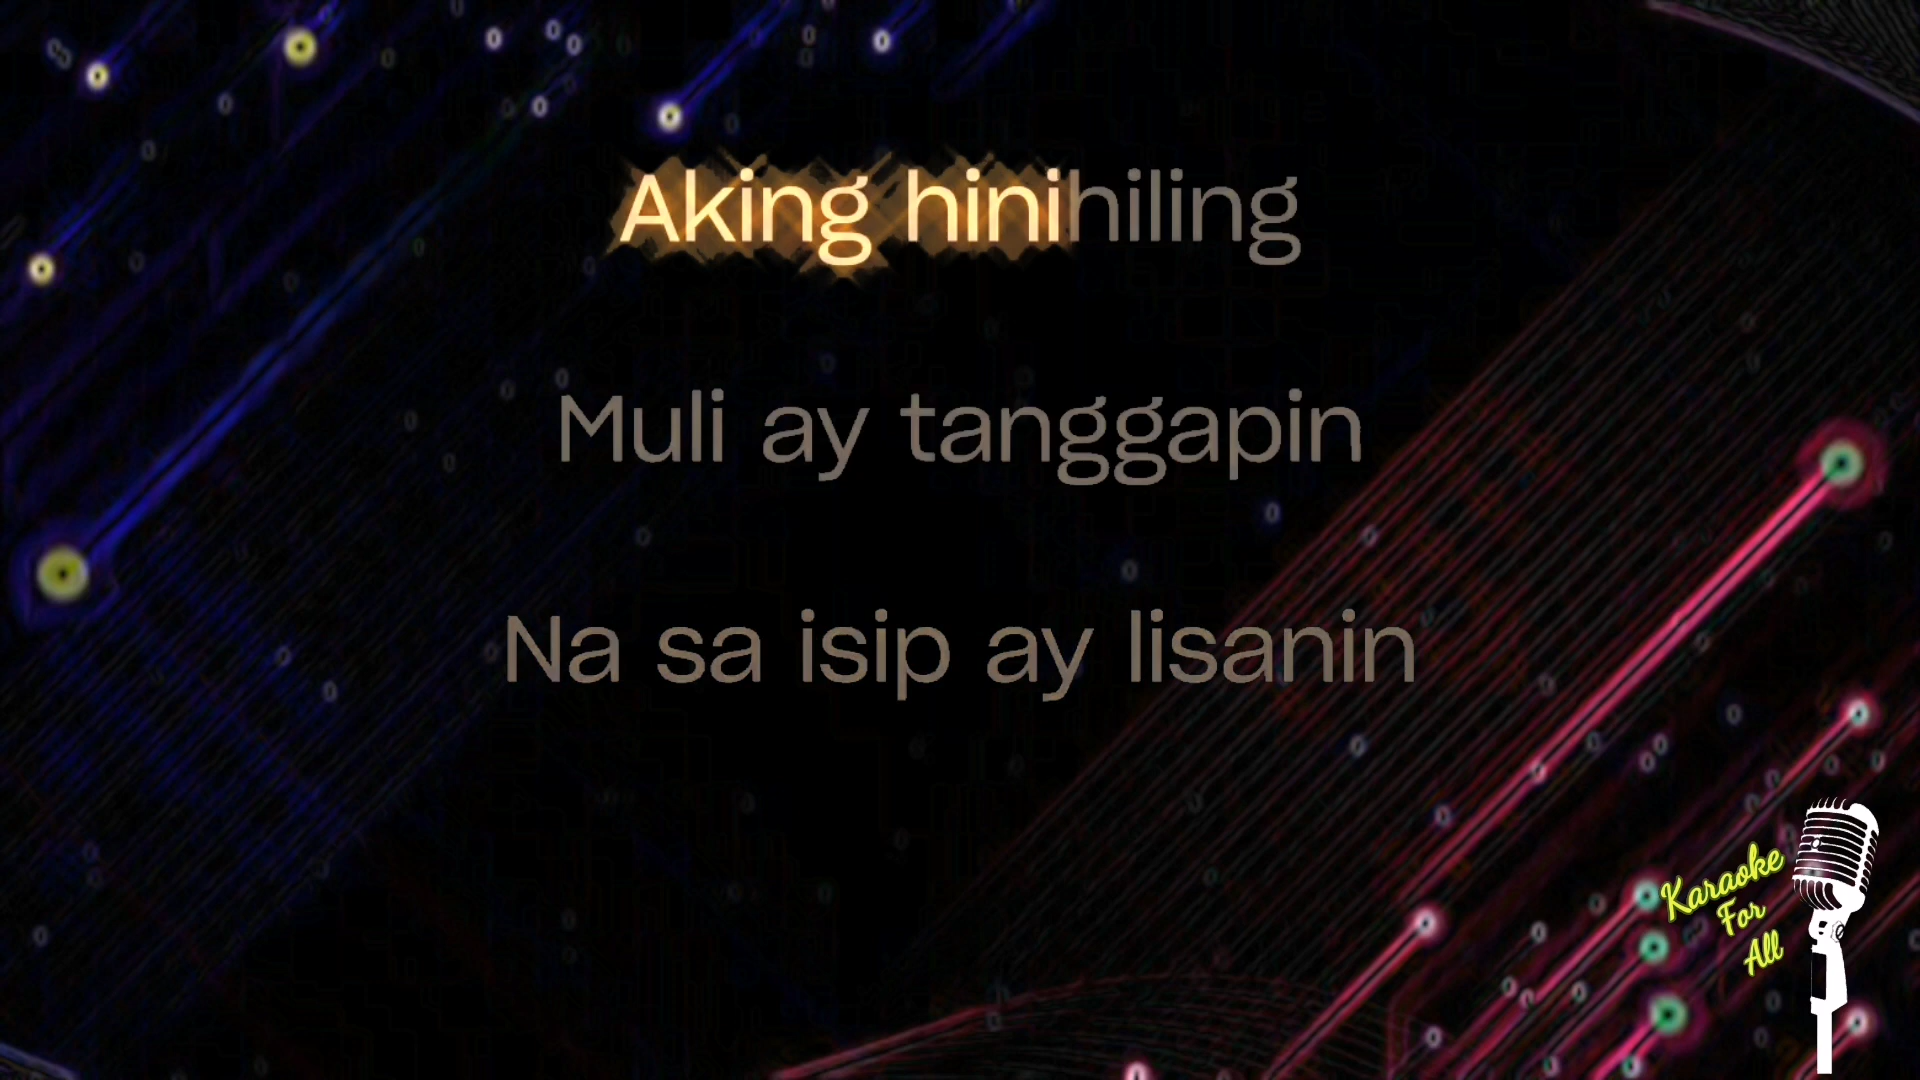 Aking hinihiling
Muli ay tanggapin
Na sa isip ay lisanin
Karaoke
For
All